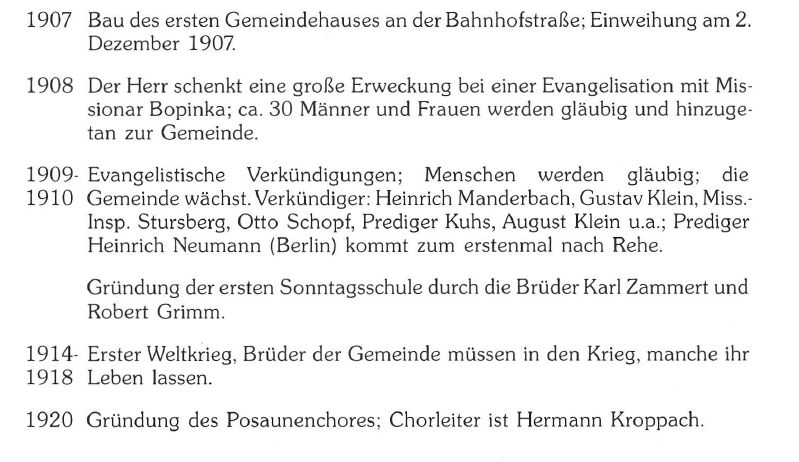 1907 Bau des ersten Gemeindehauses an der Bahnhofstraße; Einweihung am 2.
Dezember 1907.
1908 Der Herr schenkt eine große Erweckung bei einer Evangelisation mit Mis-
sionar Bopinka; ca. 30 Männer und Frauen werden gläubig und hinzuge-
tan zur Gemeinde.
1909- Evangelistische Verkündigungen; Menschen werden gläubig; die
1910 Gemeinde wächst. Verkündiger: Heinrich Manderbach, Gustav Klein, Miss.-
Insp. Stursberg, Otto Schopf, Prediger Kuhs, August Klein u.a.; Prediger
Heinrich Neumann (Berlin) kommt zum erstenmal nach Rehe.
Gründung der ersten Sonntagsschule durch die Brüder Karl Zammert und
Robert Grimm.
1914- Erster Weltkrieg, Brüder der Gemeinde müssen in den Krieg, manche ihr
1918 Leben lassen.
1920 Gründung des Posaunenchores; Chorleiter ist Hermann Kroppach.